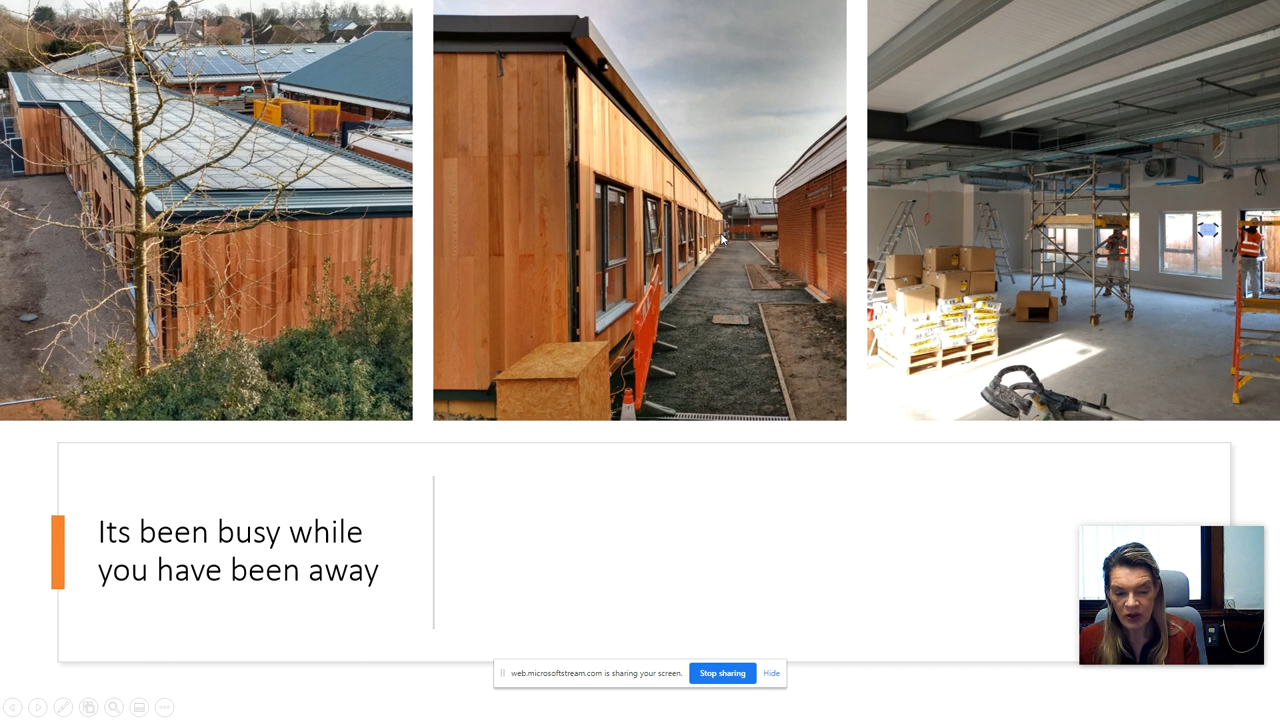 Its been busy while
you have been away
web.microsoftstream.com is sharing your screen.
Stop sharing
Hide